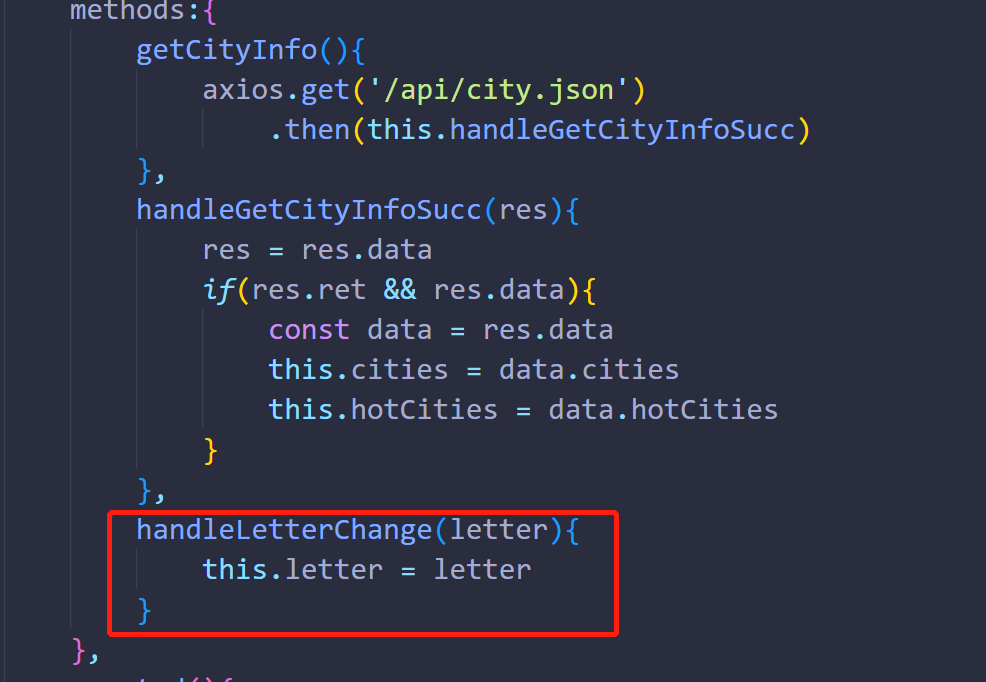 methods:{
getCityInfo(){
axios.get('/api/city.json')
.then(this.handleGetCityInfoSucc)
},
handleGetCityInfoSucc(res){
res = res.data
if(res.ret && res.data){
const data = res.data
this.cities = data.cities
this.hotCities = data.hotCities
}
},
handleLetterChange(letter){
this.letter = letter
}
},